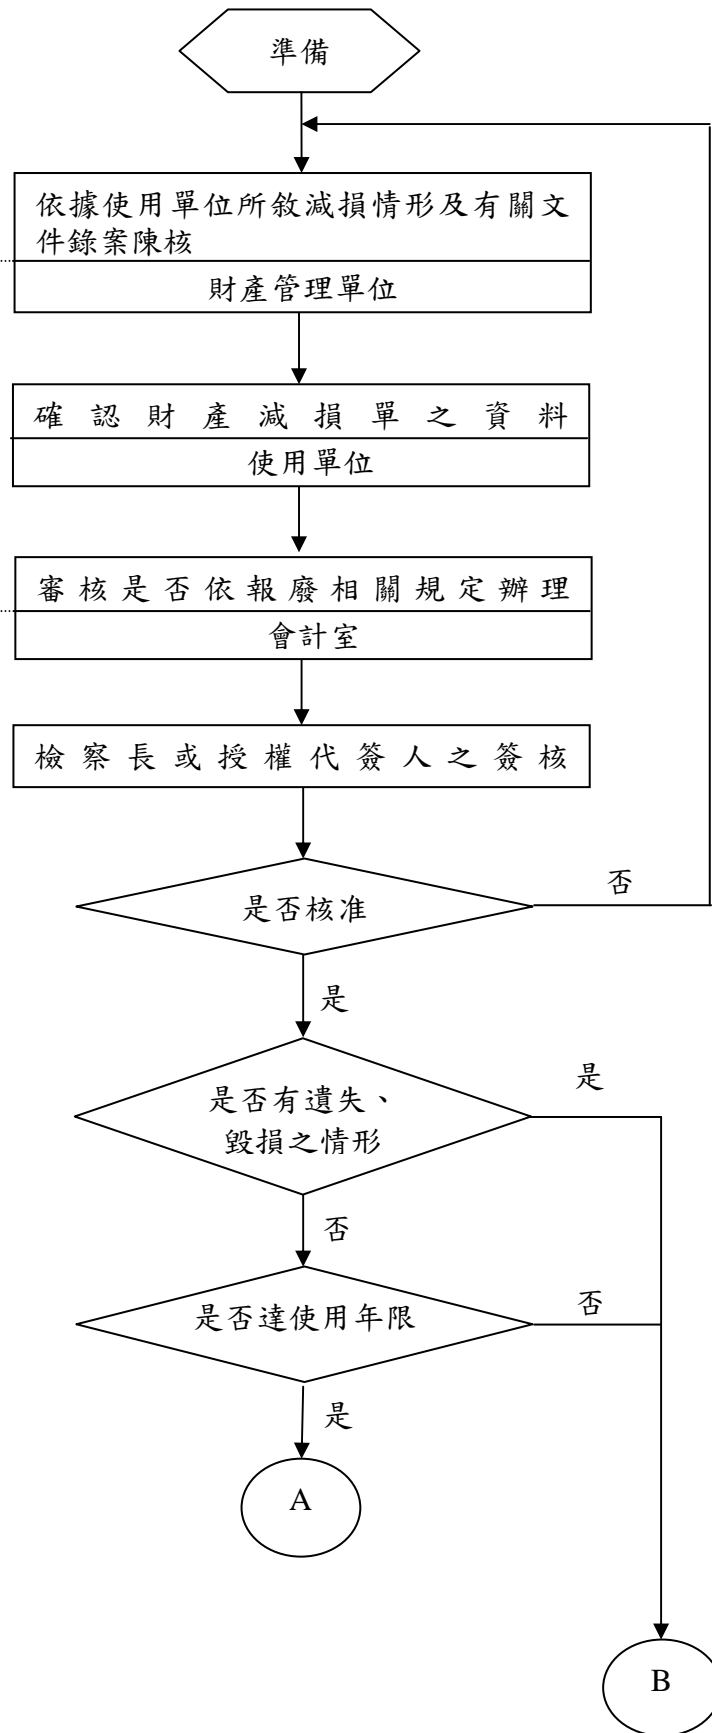 準備
依據使用單位所敘減損情形及有關文
件錄案陳核
財產管理單位
確認財產減損單之資料
使用單位
審核是否依報廢相關規定辦理
會計室
檢察長或授權代簽人之簽核
是否核准
否
是
是否有遺失、
毀損之情形
是
否
是否達使用年限
否
是
A
B